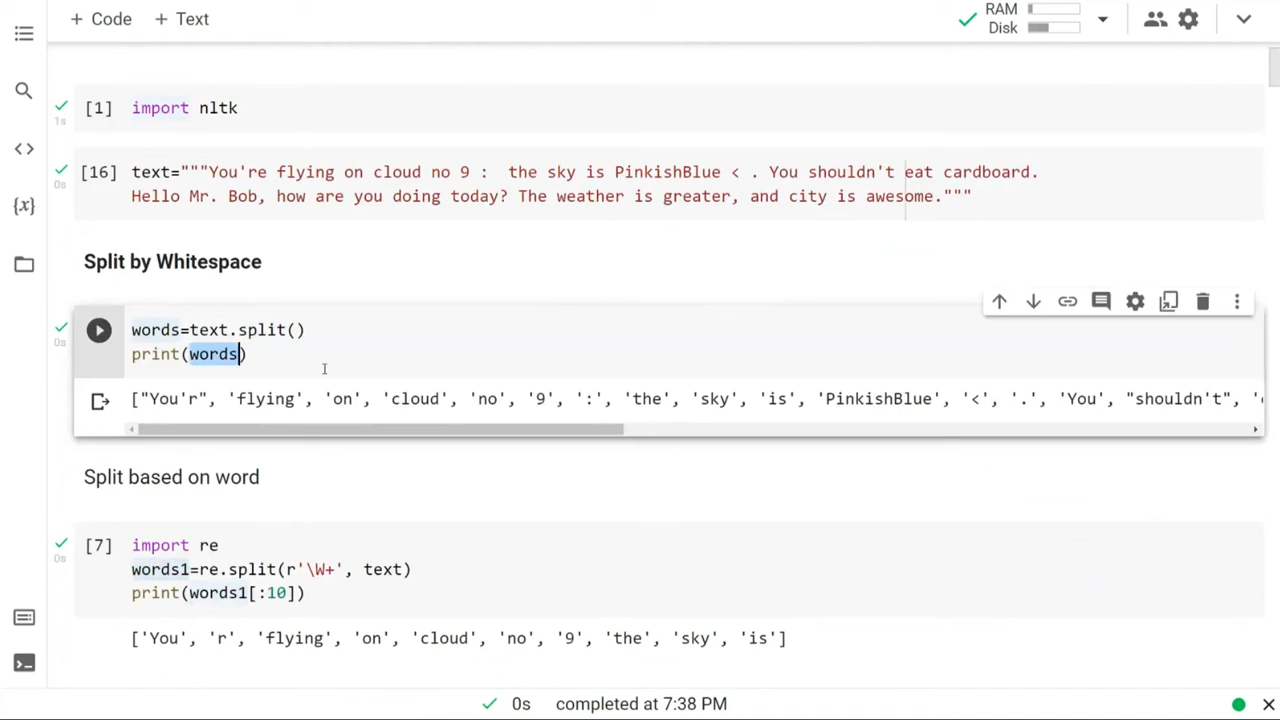 + Code + Text
RAM
Disk
[1] import nltk
1s
[16] text="""You're flying on cloud no 9 :  the sky is PinkishBlue < . You shouldn't eat cardboard.
0s
Hello Mr. Bob, how are you doing today? The weather is greater, and city is awesome."""
Split by Whitespace
words=text.split()
0s
print(words)
["You'r", 'flying', 'on', 'cloud', 'no', '9', ':', 'the', 'sky', 'is', 'PinkishBlue', '<', '.', 'You', "shouldn't", '
Split based on word
[7] import re
0s
words1=re.split(r'\W+', text)
print(words1[:10])
['You', 'r', 'flying', 'on', 'cloud', 'no', '9', 'the', 'sky', 'is']
0s completed at 7:38 PM